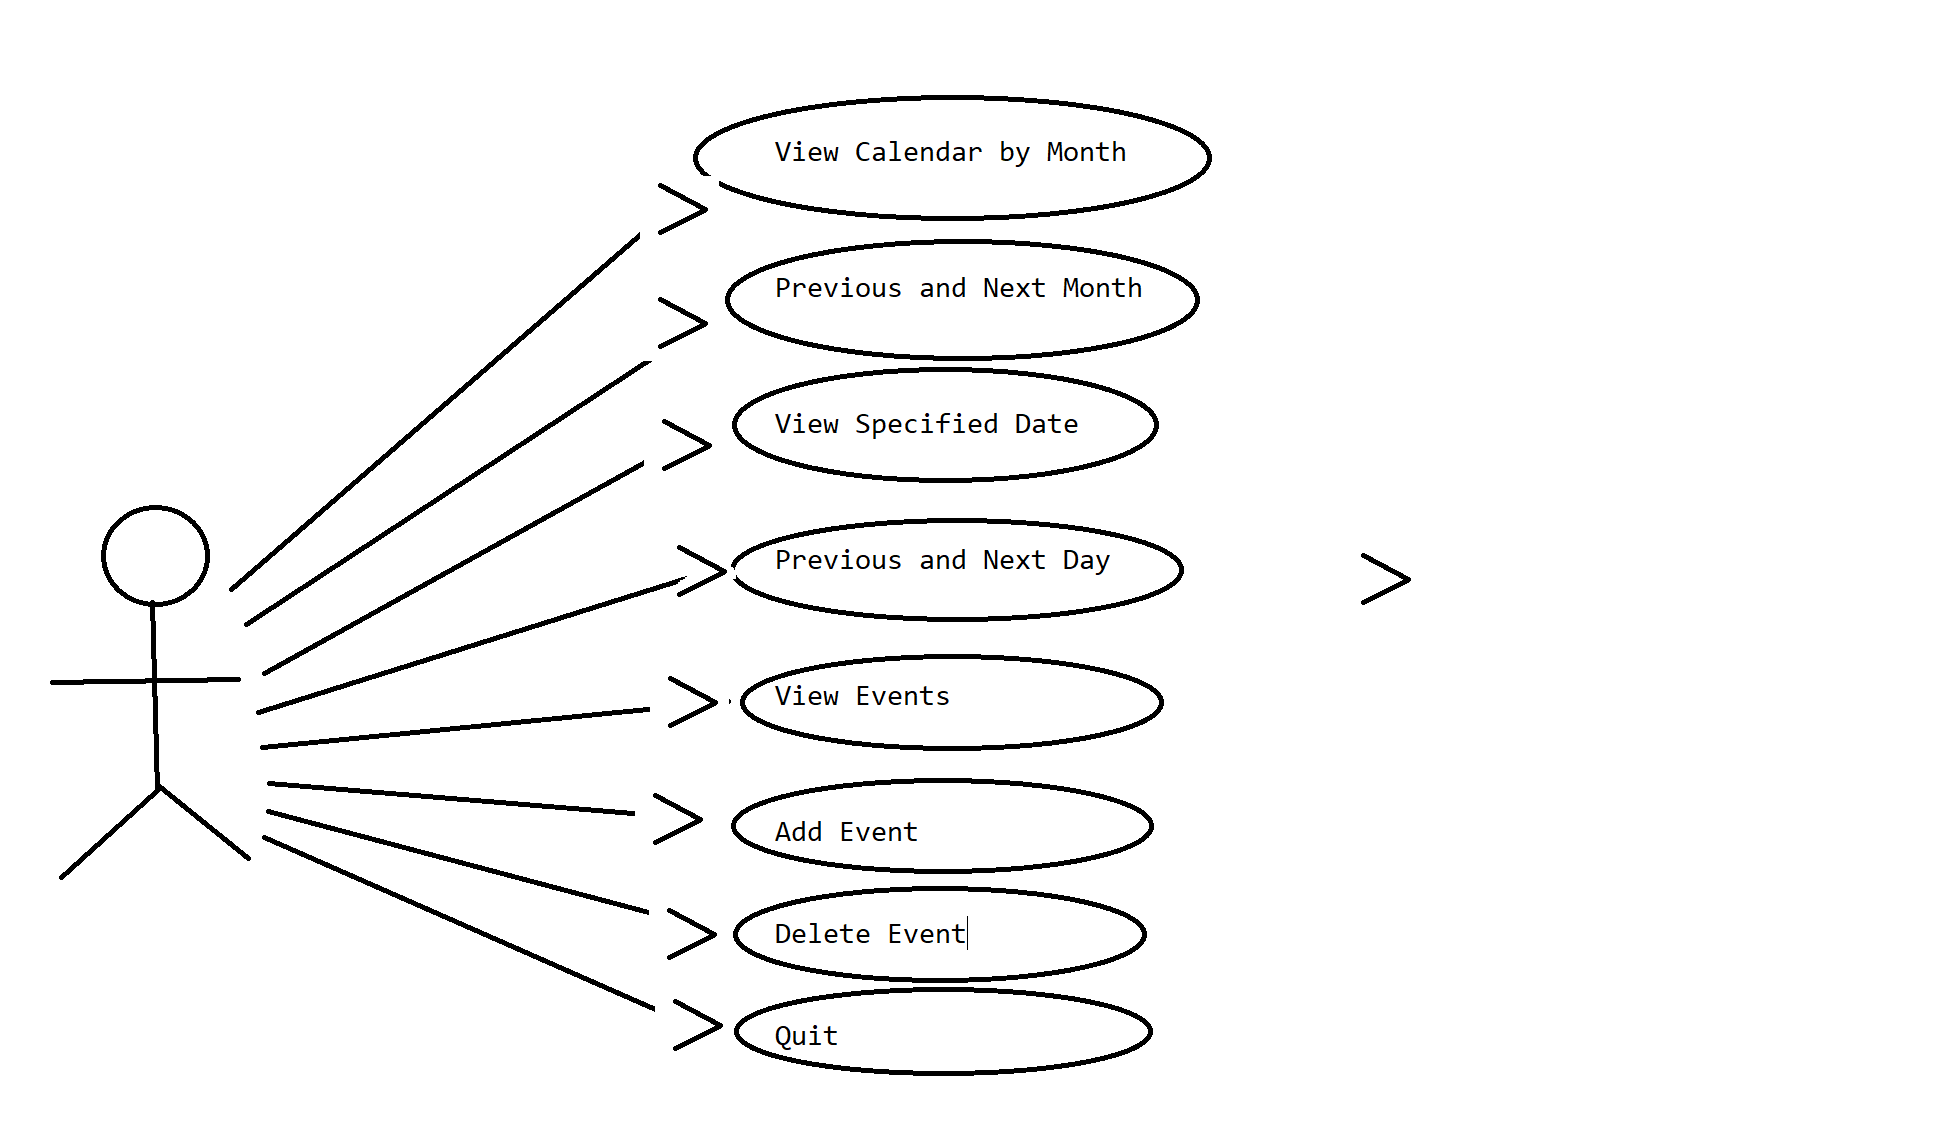 View Calendar by Month
Previous and Next Month
View Specified Date
Previous and Next Day
View Events
Add Event
Delete Event
Quit